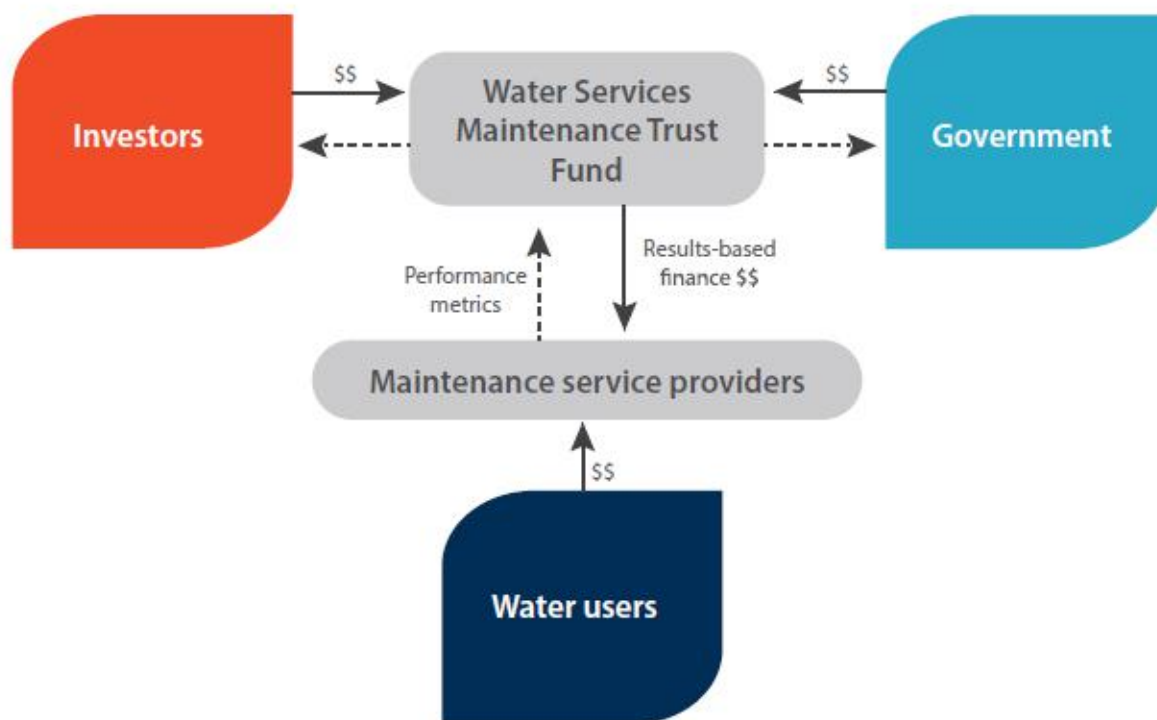 $$
$$
Water Services
Maintenance Trust
Fund
Investors
Government
Performance
metrics
Results-based
finance $$
Maintenance service providers
$$
Water users